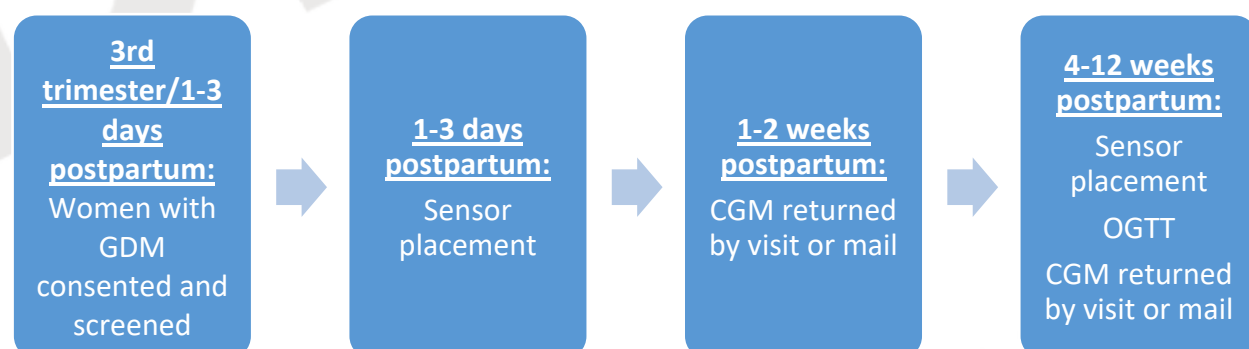 3rd
trimester/1-3
days
postpartum:
Women with
GDM
consented and
screened
1-3 days
postpartum:
Sensor
placement
1-2 weeks
postpartum:
CGM returned
by visit or mail
4-12 weeks
postpartum:
Sensor
placement
OGTT
CGM returned
by visit or mail